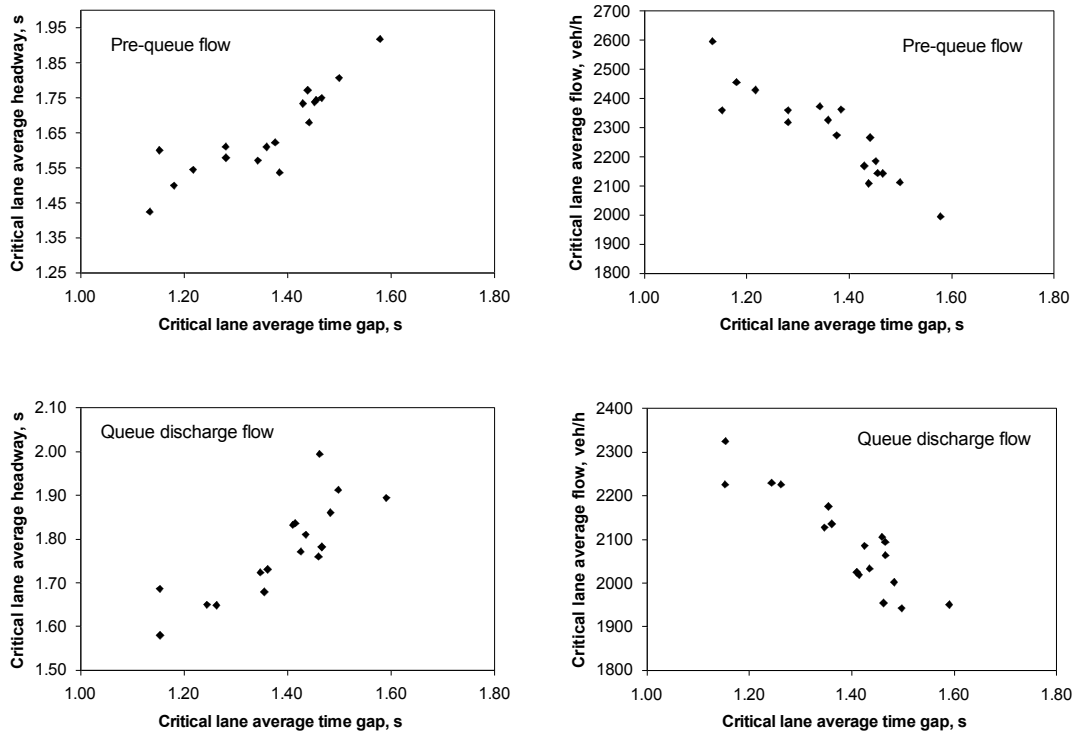 Critical lane average headway, s
1.95
1.85
1.75
1.65
1.55
1.45
1.35
1.25
Pre-queue flow
1.00 1.20 1.40 1.60 1.80
Critical lane average time gap, s
Critical lane average flow, veh/h
2700
2600
2500
2400
2300
2200
2100
2000
1900
1800
Pre-queue flow
1.00 1.20 1.40 1.60 1.80
Critical lane average time gap, s
Critical lane average headway, s
2.10
2.00
1.90
1.80
1.70
1.60
1.50
Queue discharge flow
1.00 1.20 1.40 1.60 1.80
Critical lane average time gap, s
Critical lane average flow, veh/h
2400
2300
2200
2100
2000
1900
1800
Queue discharge flow
1.00 1.20 1.40 1.60 1.80
Critical lane average time gap, s